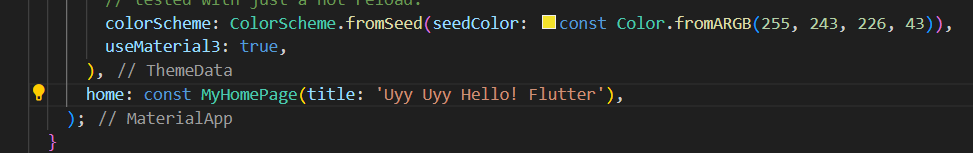 // tested with just a hot reload.
colorScheme: ColorScheme.fromSeed(seedColor: const Color.fromARGB(255, 243, 226, 43)),
useMaterial3: true,
), // ThemeData
home: const MyHomePage(title: 'Uyy Uyy Hello! Flutter'),
); // MaterialApp
}